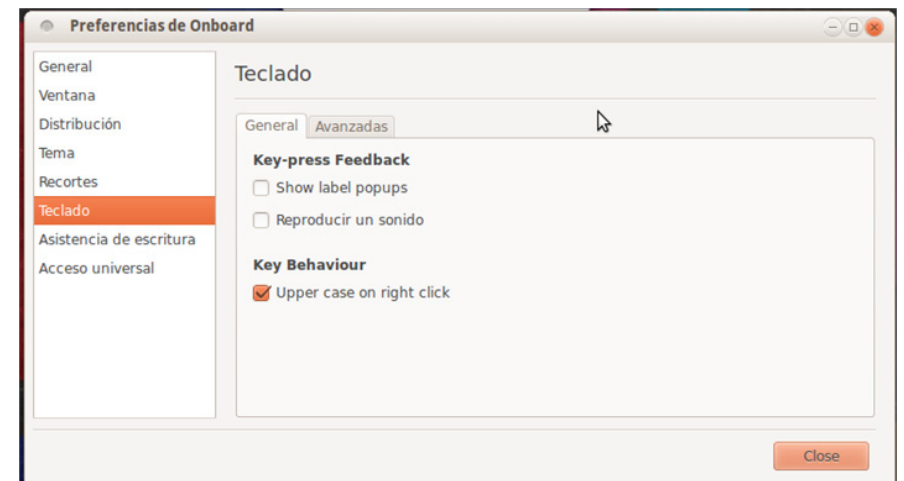 Preferencias de Onboard
General
Ventana
Distribución
Tema
Recortes
Teclado
Asistencia de escritura
Acceso universal
Teclado
General Avanzadas
Key-press Feedback
Show label popups
Reproducir un sonido
Key Behaviour
Upper case on right click
Close